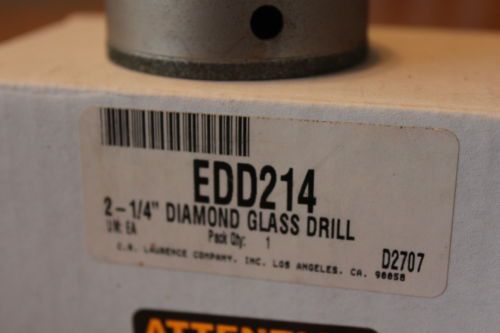 EDD214
2-1/4" DIAMOND GLASS DRILL
U/M: EA Pack Qty: 1
C.R. LAURENCE COMPANY, INC. LOS ANGELES, CA. 90058
D2707